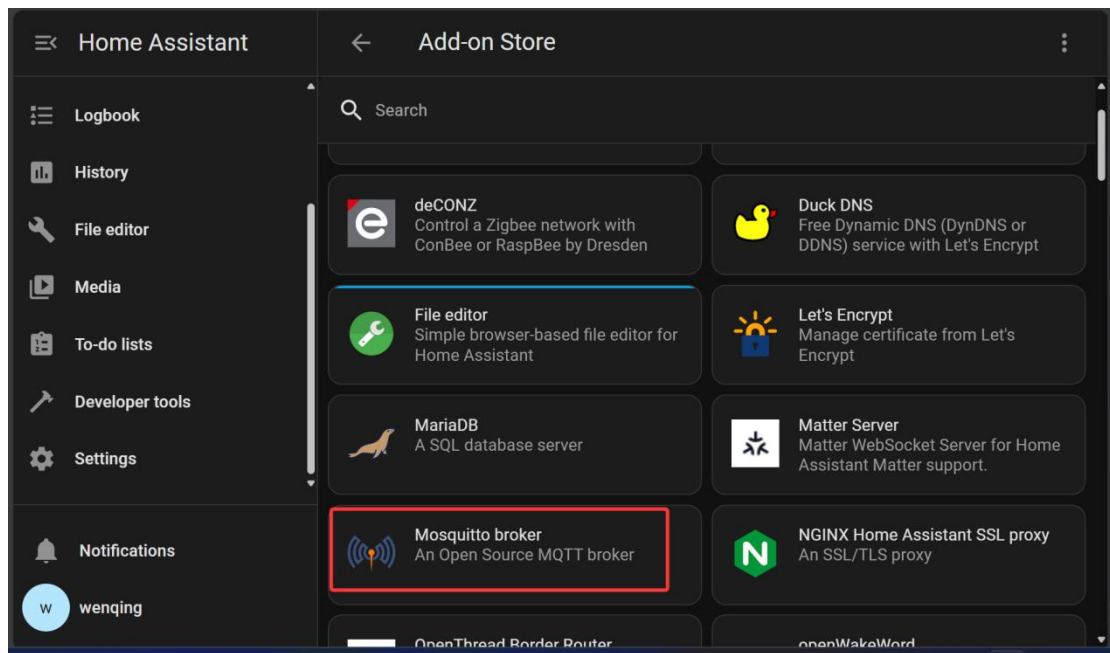 Home Assistant
Logbook
History
File editor
Media
To-do lists
Developer tools
Settings
Notifications
w
wenqing
Add-on Store
Search
deCONZ
Control a Zigbee network with
ConBee or RaspBee by Dresden
Duck DNS
Free Dynamic DNS (DynDNS or
DDNS) service with Let's Encrypt
File editor
Simple browser-based file editor for
Home Assistant
Let's Encrypt
Manage certificate from Let's
Encrypt
MariaDB
A SQL database server
Matter Server
Matter WebSocket Server for Home
Assistant Matter support.
Mosquitto broker
An Open Source MQTT broker
N
NGINX Home Assistant SSL proxy
An SSL/TLS proxy
OpenThread Border Router
openWakeWord